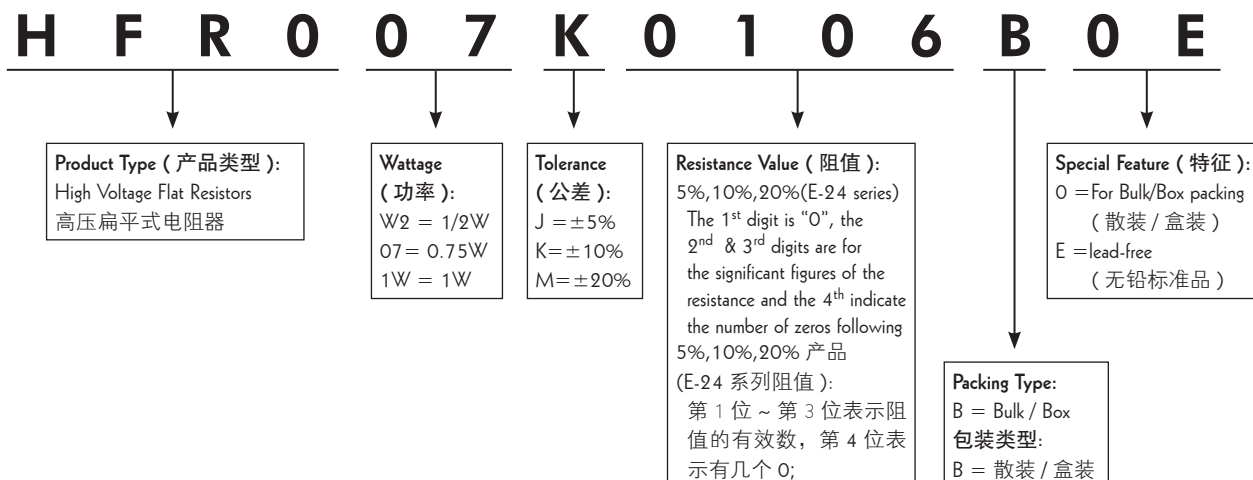 H F R 0 0 7 K 0 1 0 6 B 0 E
Product Type ( 产品类型 ):
High Voltage Flat Resistors
高压扁平式电阻器
Wattage
( 功率 ):
W2 = 1/2W
07= 0.75W
1W = 1W
Tolerance
( 公差 ):
J =±5%
K=±10%
M=±20%
Resistance Value ( 阻值 ):
5%,10%,20%(E-24 series)
The 1st digit is “0”, the
2nd & 3rd digits are for
the significant figures of the
resistance and the 4th indicate
the number of zeros following
5%,10%,20% 产品
(E-24 系列阻值 ):
第 1 位 ~ 第 3 位表示阻
值的有效数，第 4 位表
示有几个 0;
Packing Type:
B = Bulk / Box
包装类型:
B = 散装 / 盒装
Special Feature ( 特征 ):
0 =For Bulk/Box packing
( 散装 / 盒装 )
E =lead-free
( 无铅标准品 )